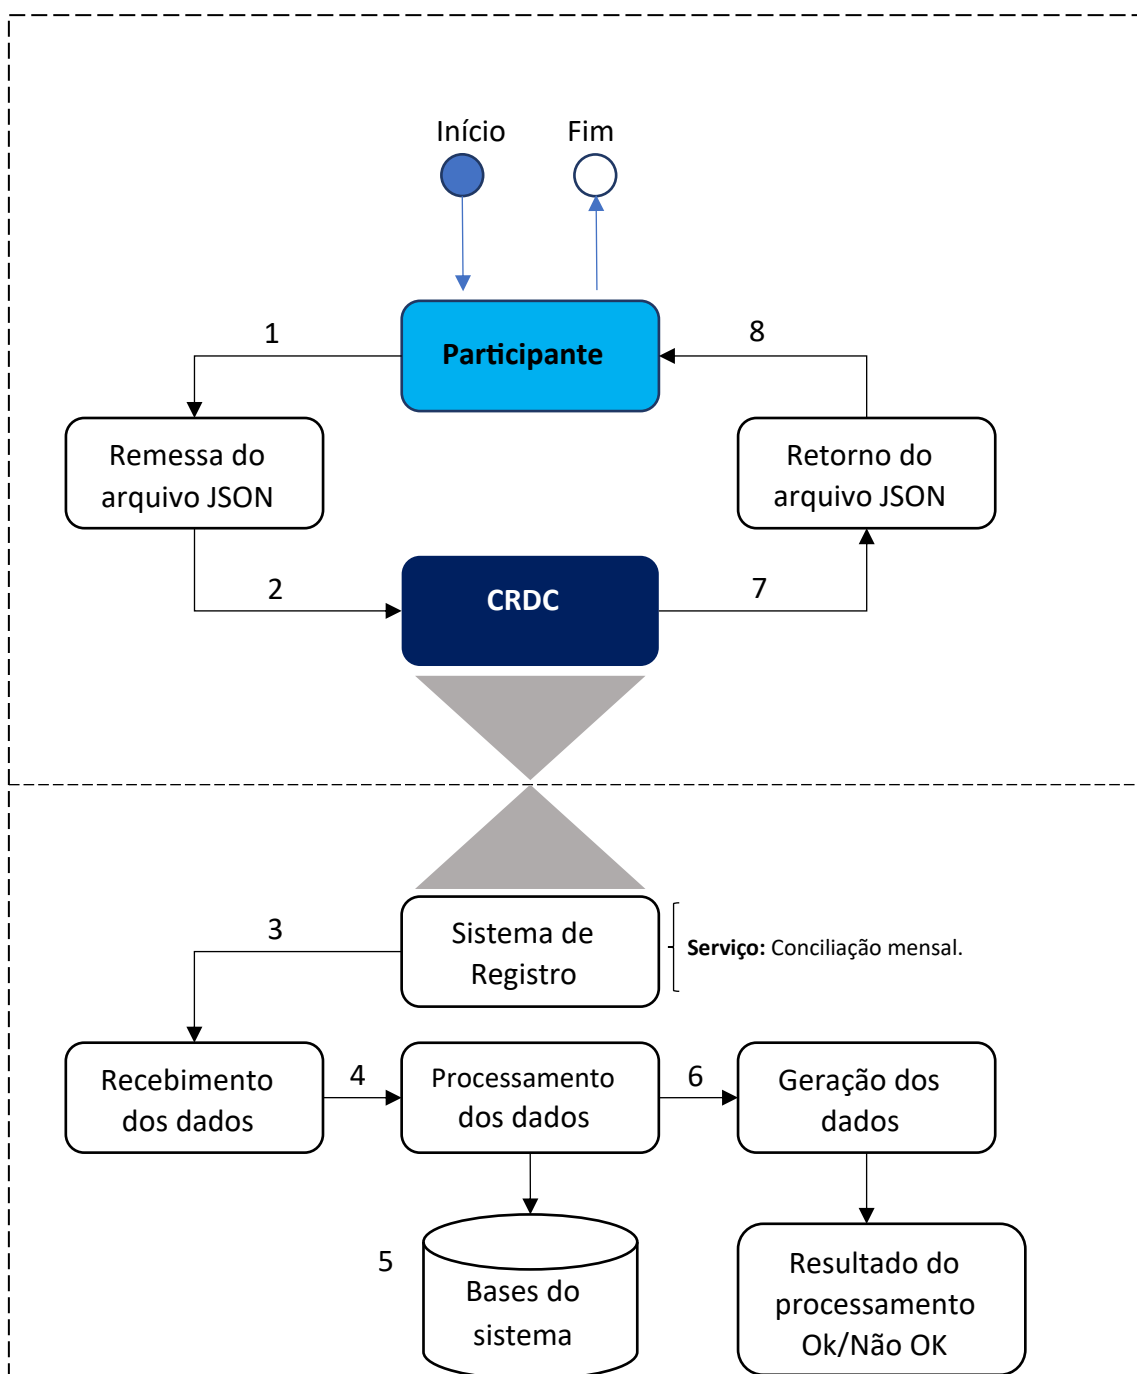 Início
Fim
1
Participante
8
Remessa do
arquivo JSON
Retorno do
arquivo JSON
2
CRDC
7
3
Sistema de
Registro
Serviço: Conciliação mensal.
Recebimento
dos dados
4
Processamento
dos dados
6
Geração dos
dados
5
Bases do
sistema
Resultado do
processamento
Ok/Não OK